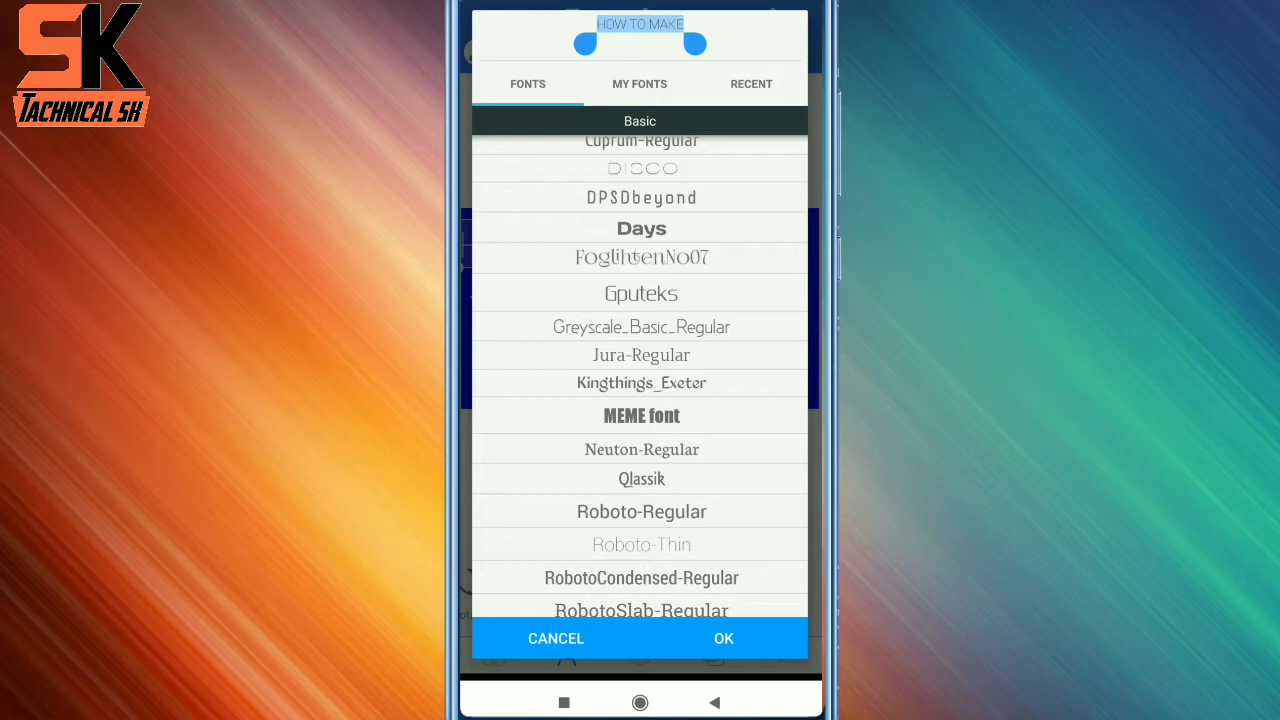 SK
TACHNICAL SK
HOW TO MAKE
FONTS MY FONTS RECENT
Basic
Cuprum-Regular
DISCO
DPSDbeyond
Days
FoglihtenNo07
Gputeks
Greyscale_Basic_Regular
Jura-Regular
Kingthings_Exeter
MEME font
Neuton-Regular
Qlassik
Roboto-Regular
Roboto-Thin
RobotoCondensed-Regular
RobotoSlab-Regular
CANCEL OK